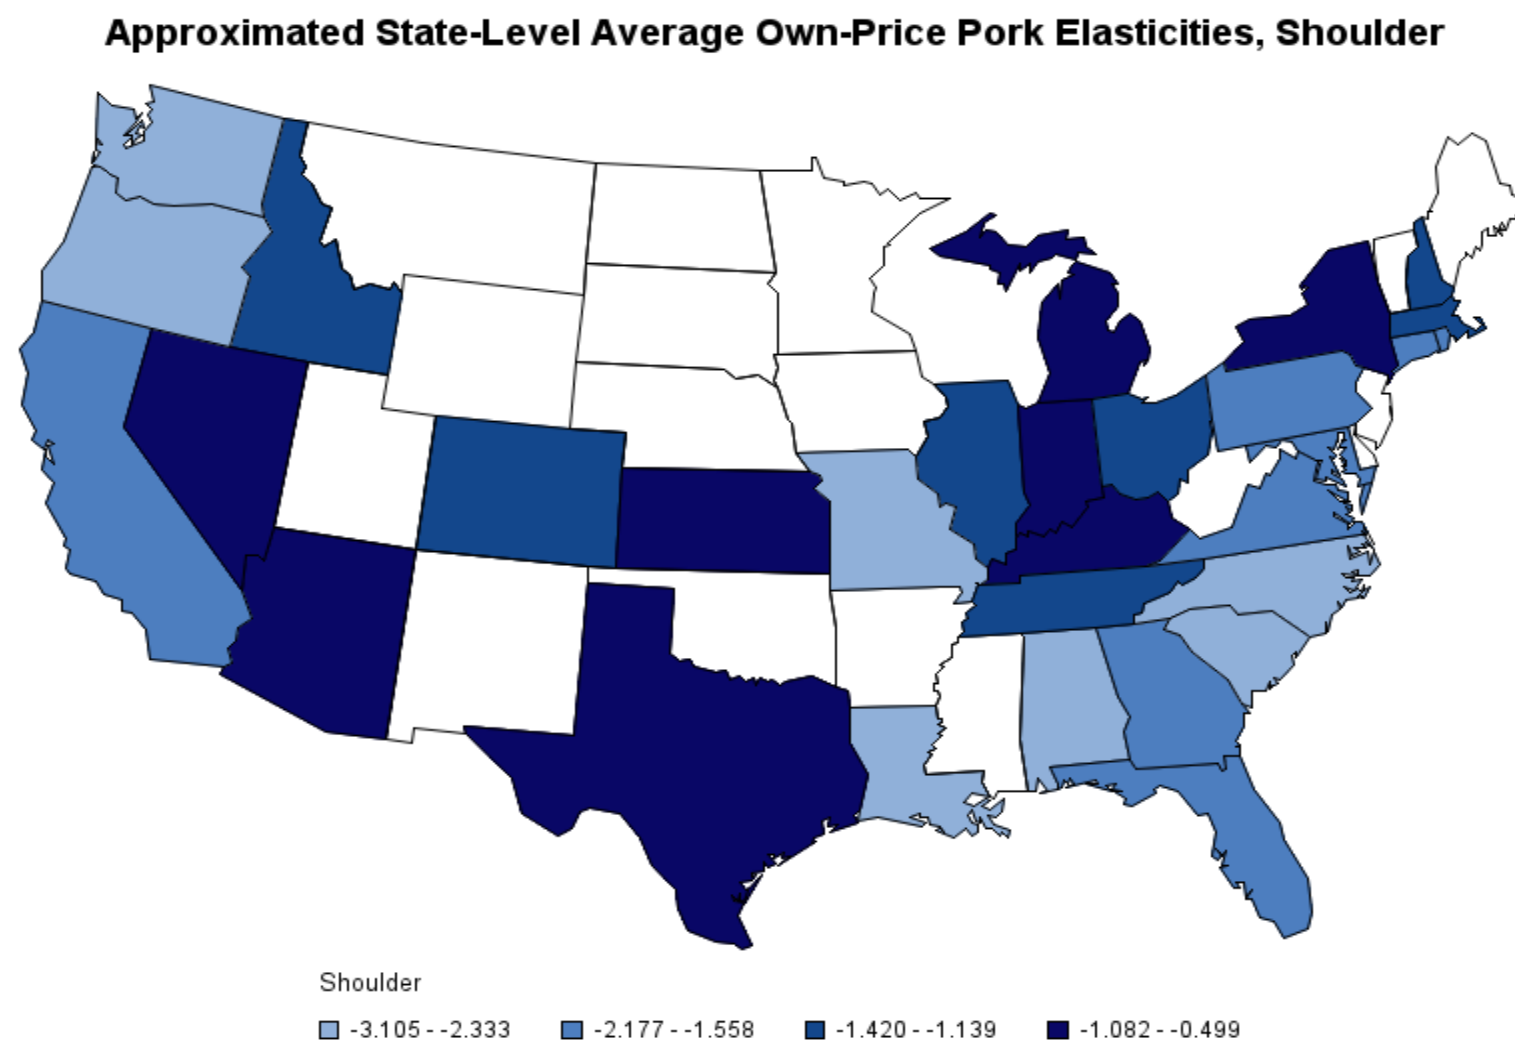 Approximated State-Level Average Own-Price Pork Elasticities, Shoulder
Shoulder
-3.105 - -2.333 -2.177 - -1.558 -1.420 - -1.139 -1.082 - -0.499